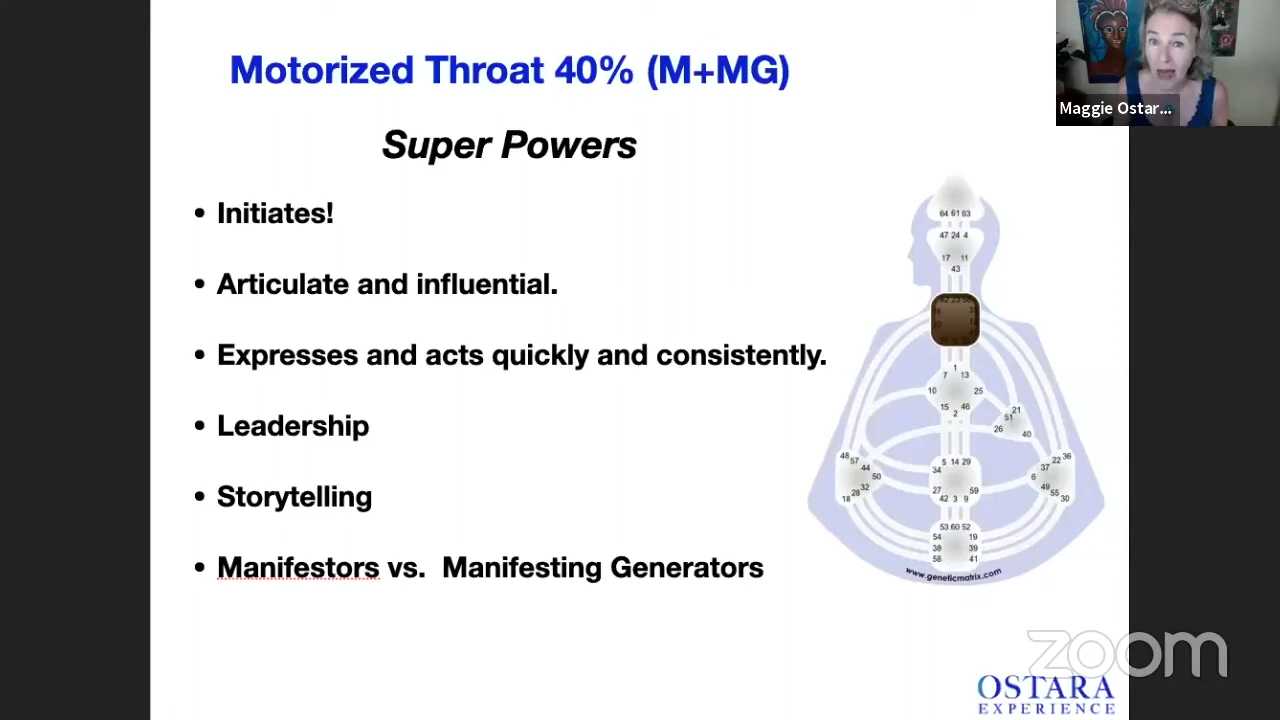 Motorized Throat 40% (M+MG)
Super Powers
• Initiates!
• Articulate and influential.
• Expresses and acts quickly and consistently.
• Leadership
• Storytelling
• Manifestors vs. Manifesting Generators
Maggie Ostar...
64 61 63
47 24 4
17 11
43
1
7 13
10 25
15 46
2
21
51
26 40
48
57
44
50
32
28
18
5 14 29
34
27 59
42 3 9
36
22
37
6
49
55
30
53 60 52
54 19
38 39
58 41
www.geneticmatrix.com
zoom
OSTARA
EXPERIENCE